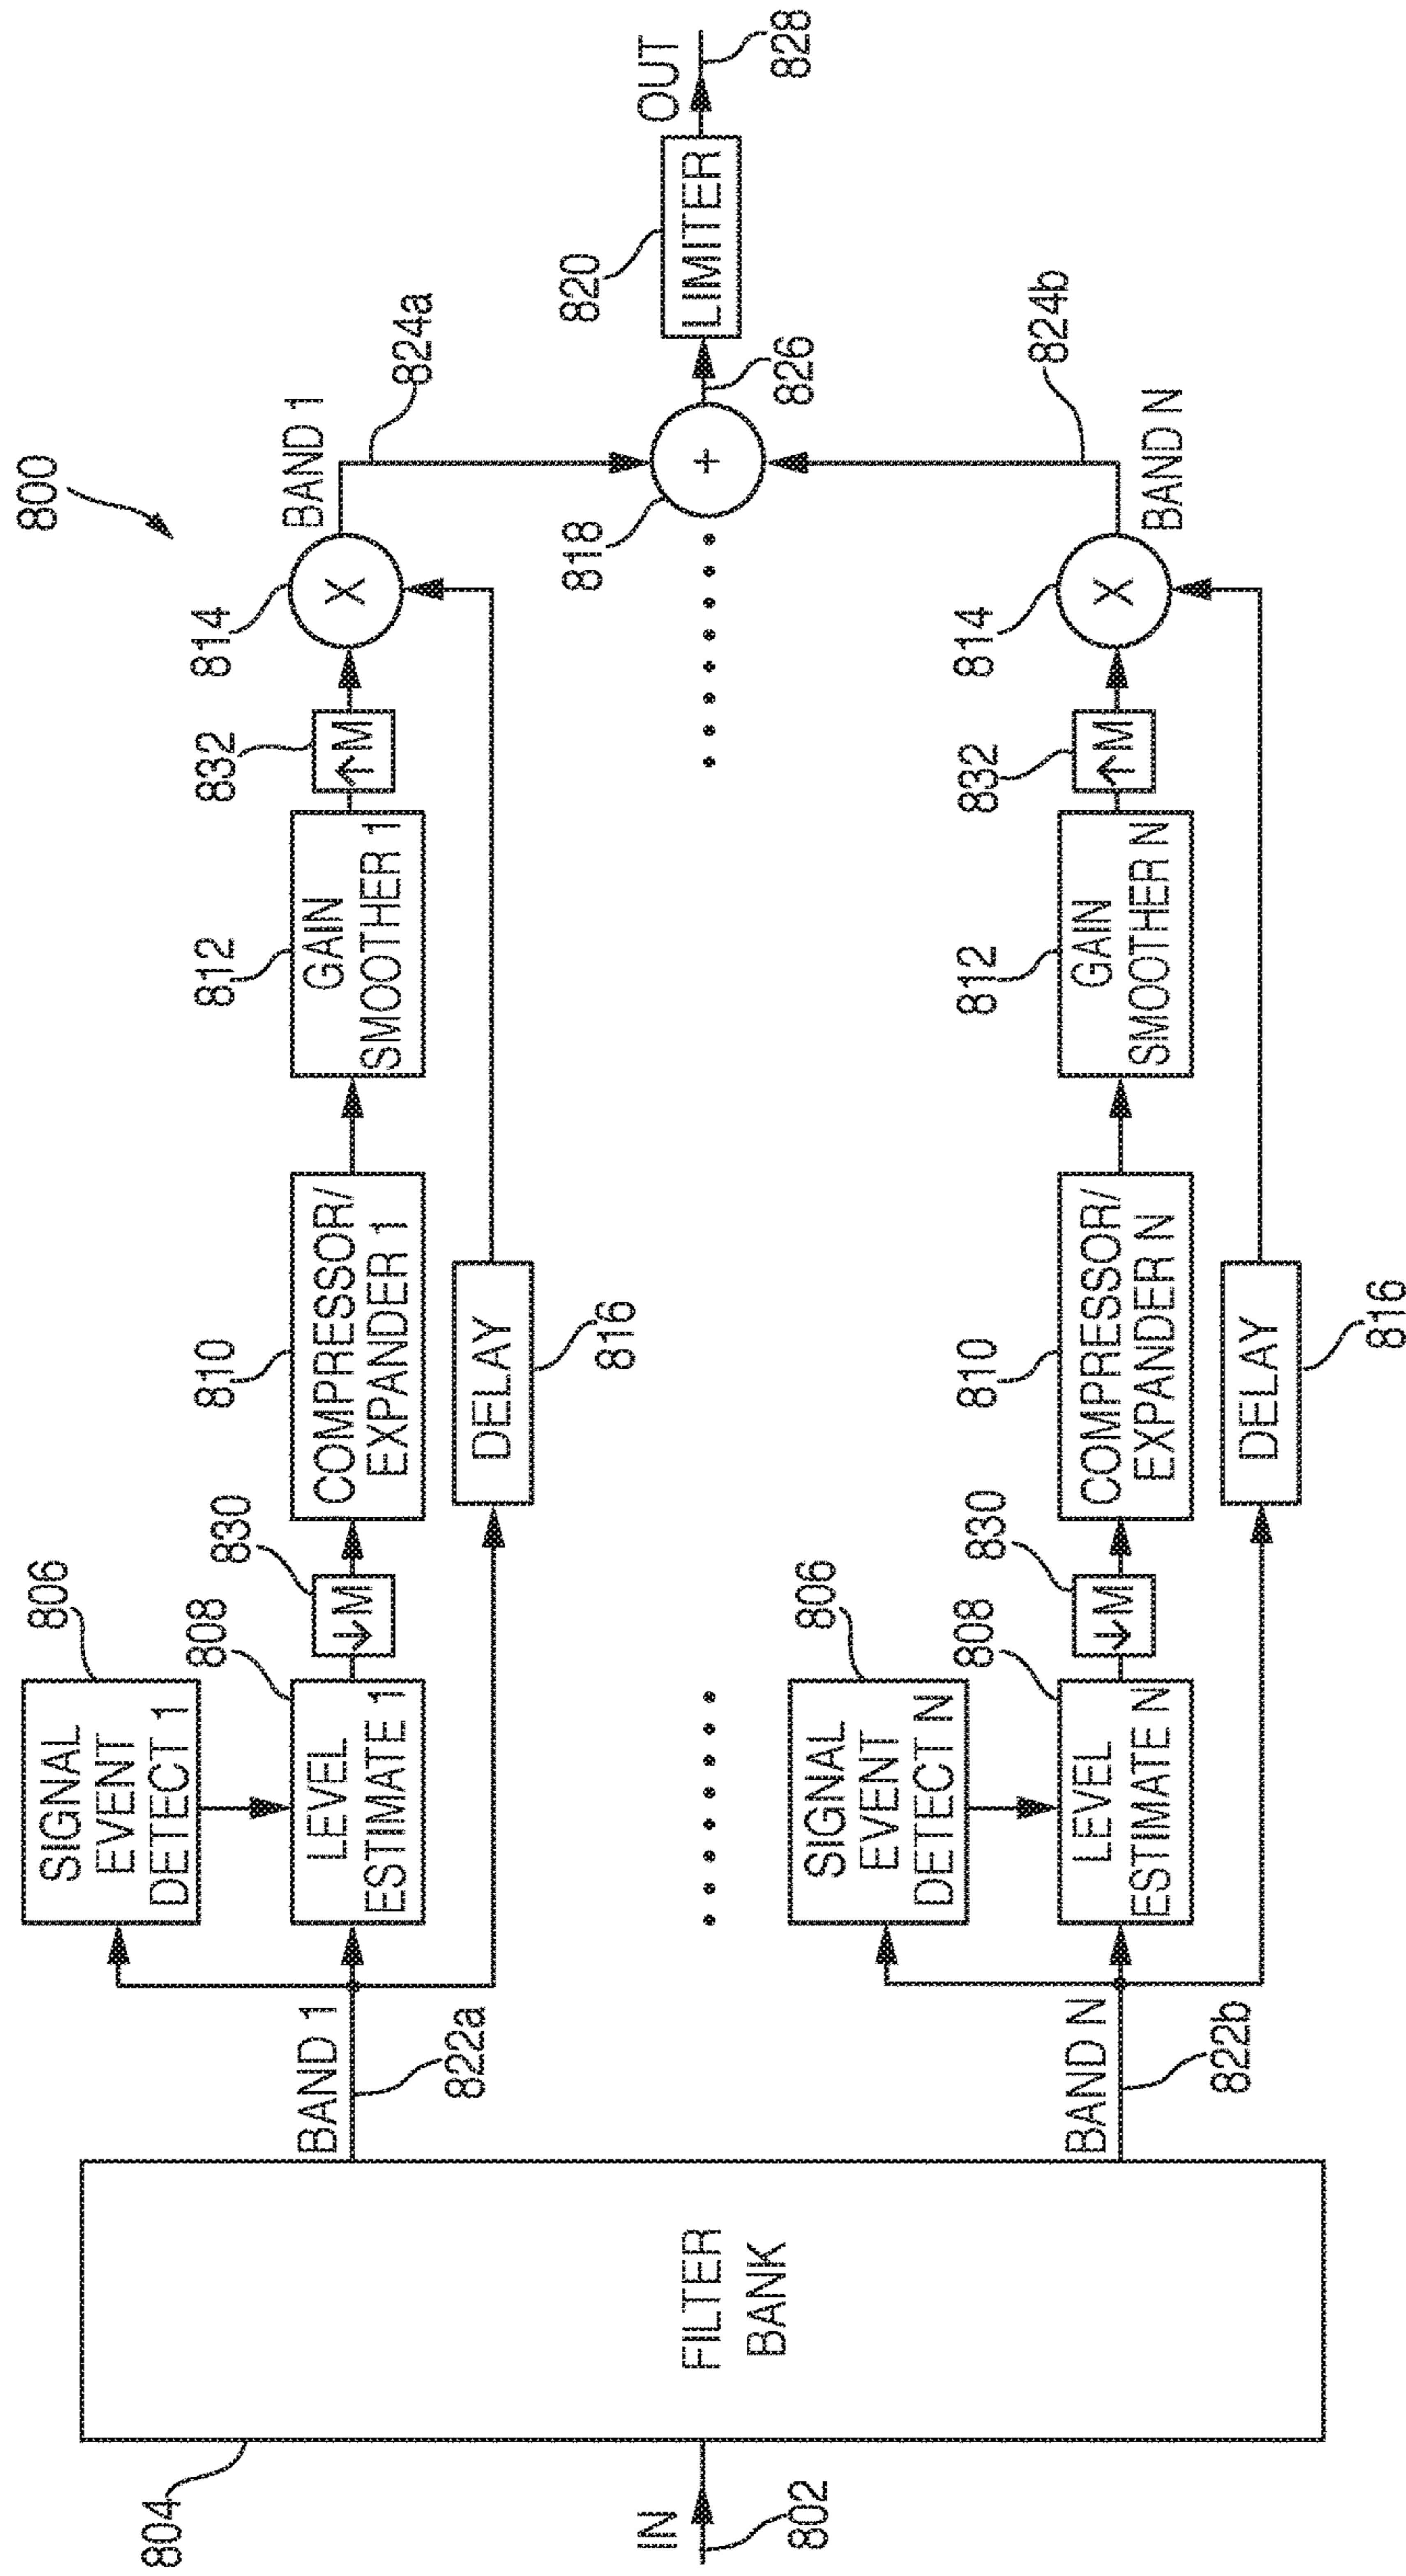 800
IN
802
804
FILTER
BANK
BAND 1
822a
SIGNAL
EVENT
DETECT 1
806
LEVEL
ESTIMATE 1
808
↓M
830
COMPRESSOR/
EXPANDER 1
810
DELAY
816
GAIN
SMOOTHER 1
812
↑M
832
X
814
BAND 1
824a
+
818
826
LIMITER
820
OUT
828
BAND N
822b
SIGNAL
EVENT
DETECT N
806
LEVEL
ESTIMATE N
808
↓M
830
COMPRESSOR/
EXPANDER N
810
DELAY
816
GAIN
SMOOTHER N
812
↑M
832
X
814
BAND N
824b